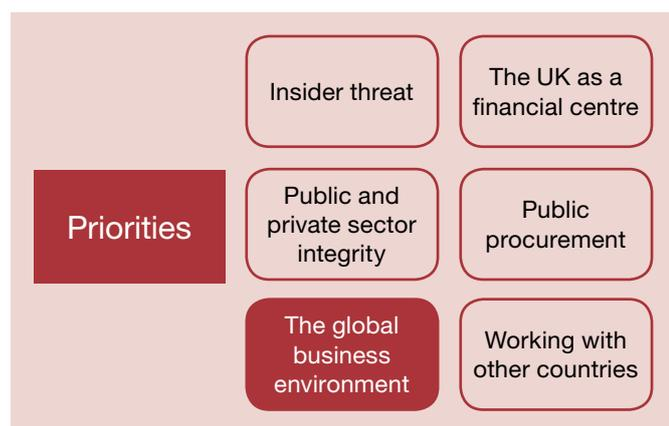 Insider threat
The UK as a
financial centre
Priorities
Public and
private sector
integrity
Public
procurement
The global
business
environment
Working with
other countries